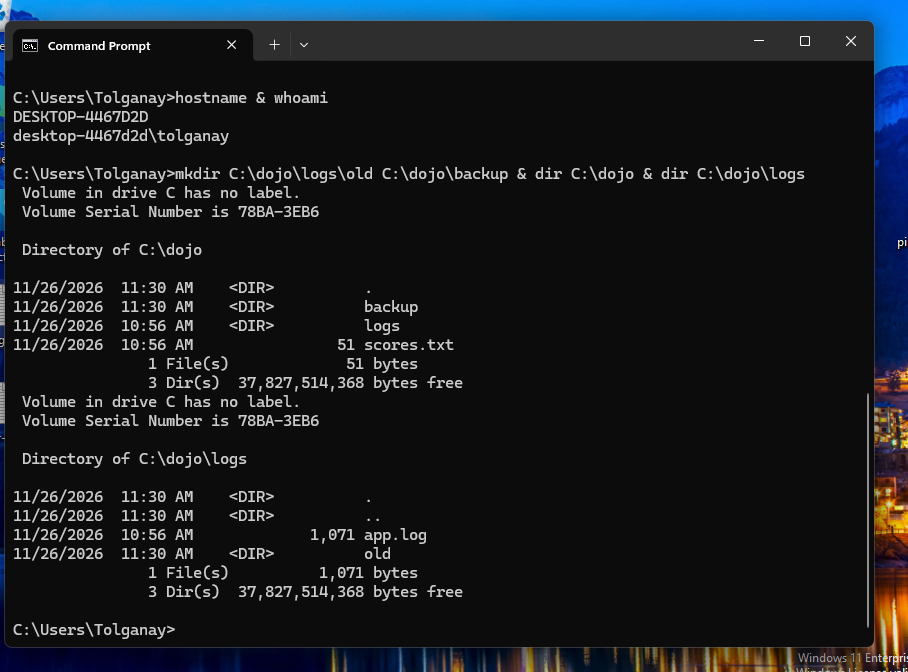 Command Prompt
C:\Users\Tolganay>hostname & whoami
DESKTOP-4467D2D
desktop-4467d2d\tolganay
C:\Users\Tolganay>mkdir C:\dojo\logs\old C:\dojo\backup & dir C:\dojo & dir C:\dojo\logs
 Volume in drive C has no label.
 Volume Serial Number is 78BA-3EB6
 Directory of C:\dojo
11/26/2026  11:30 AM    <DIR>          .
11/26/2026  11:30 AM    <DIR>          backup
11/26/2026  10:56 AM    <DIR>          logs
11/26/2026  10:56 AM                51 scores.txt
               1 File(s)             51 bytes
               3 Dir(s)  37,827,514,368 bytes free
 Volume in drive C has no label.
 Volume Serial Number is 78BA-3EB6
 Directory of C:\dojo\logs
11/26/2026  11:30 AM    <DIR>          .
11/26/2026  11:30 AM    <DIR>          ..
11/26/2026  10:56 AM             1,071 app.log
11/26/2026  11:30 AM    <DIR>          old
               1 File(s)          1,071 bytes
               3 Dir(s)  37,827,514,368 bytes free
C:\Users\Tolganay>
Windows 11 Enterpris